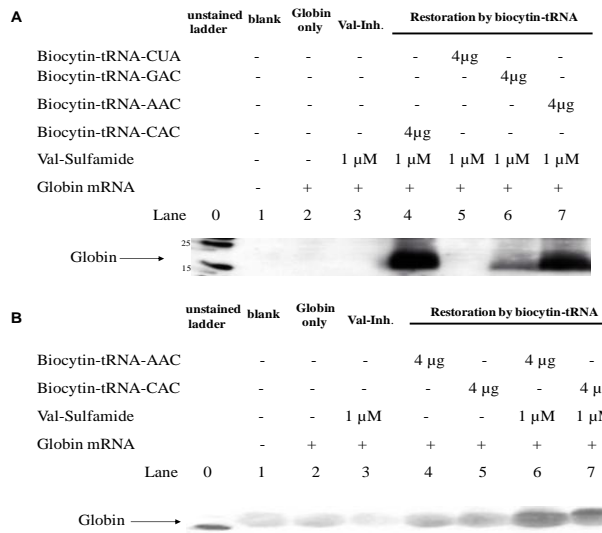 A
unstained ladder blank Globin only Val-Inh. Restoration by biocytin-tRNA
Biocytin-tRNA-CUA - - - - 4µg - -
Biocytin-tRNA-GAC - - - - - 4µg -
Biocytin-tRNA-AAC - - - - - - 4µg
Biocytin-tRNA-CAC - - - 4µg - - -
Val-Sulfamide - - 1 µM 1 µM 1 µM 1 µM 1 µM
Globin mRNA - + + + + + +
Lane 0 1 2 3 4 5 6 7
25
Globin
15
B
unstained ladder blank Globin only Val-Inh. Restoration by biocytin-tRNA
Biocytin-tRNA-AAC - - - 4 µg - 4 µg -
Biocytin-tRNA-CAC - - - - 4 µg - 4 µ
Val-Sulfamide - - 1 µM - - 1 µM 1 µM
Globin mRNA - + + + + + +
Lane 0 1 2 3 4 5 6 7
Globin